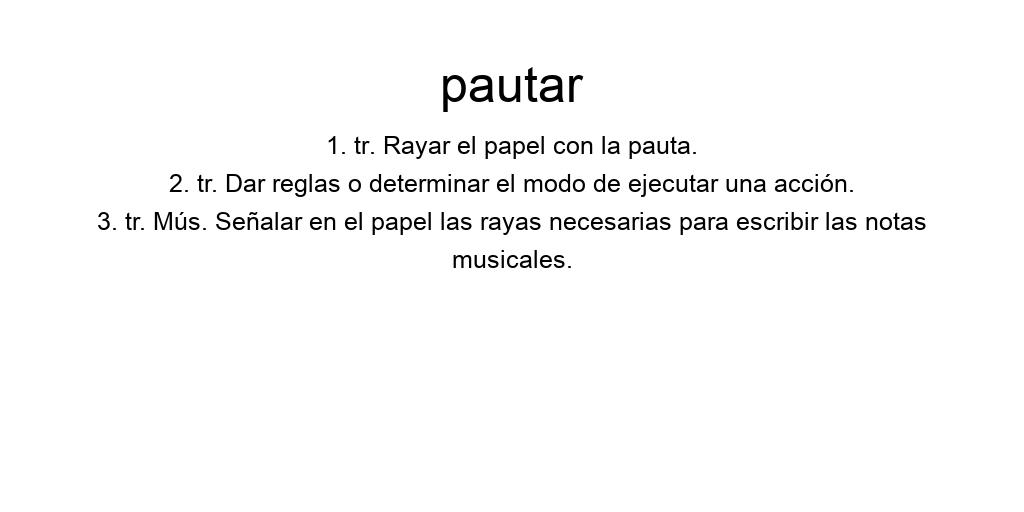 pautar
1. tr. Rayar el papel con la pauta.
2. tr. Dar reglas o determinar el modo de ejecutar una acción.
3. tr. Mús. Señalar en el papel las rayas necesarias para escribir las notas
musicales.